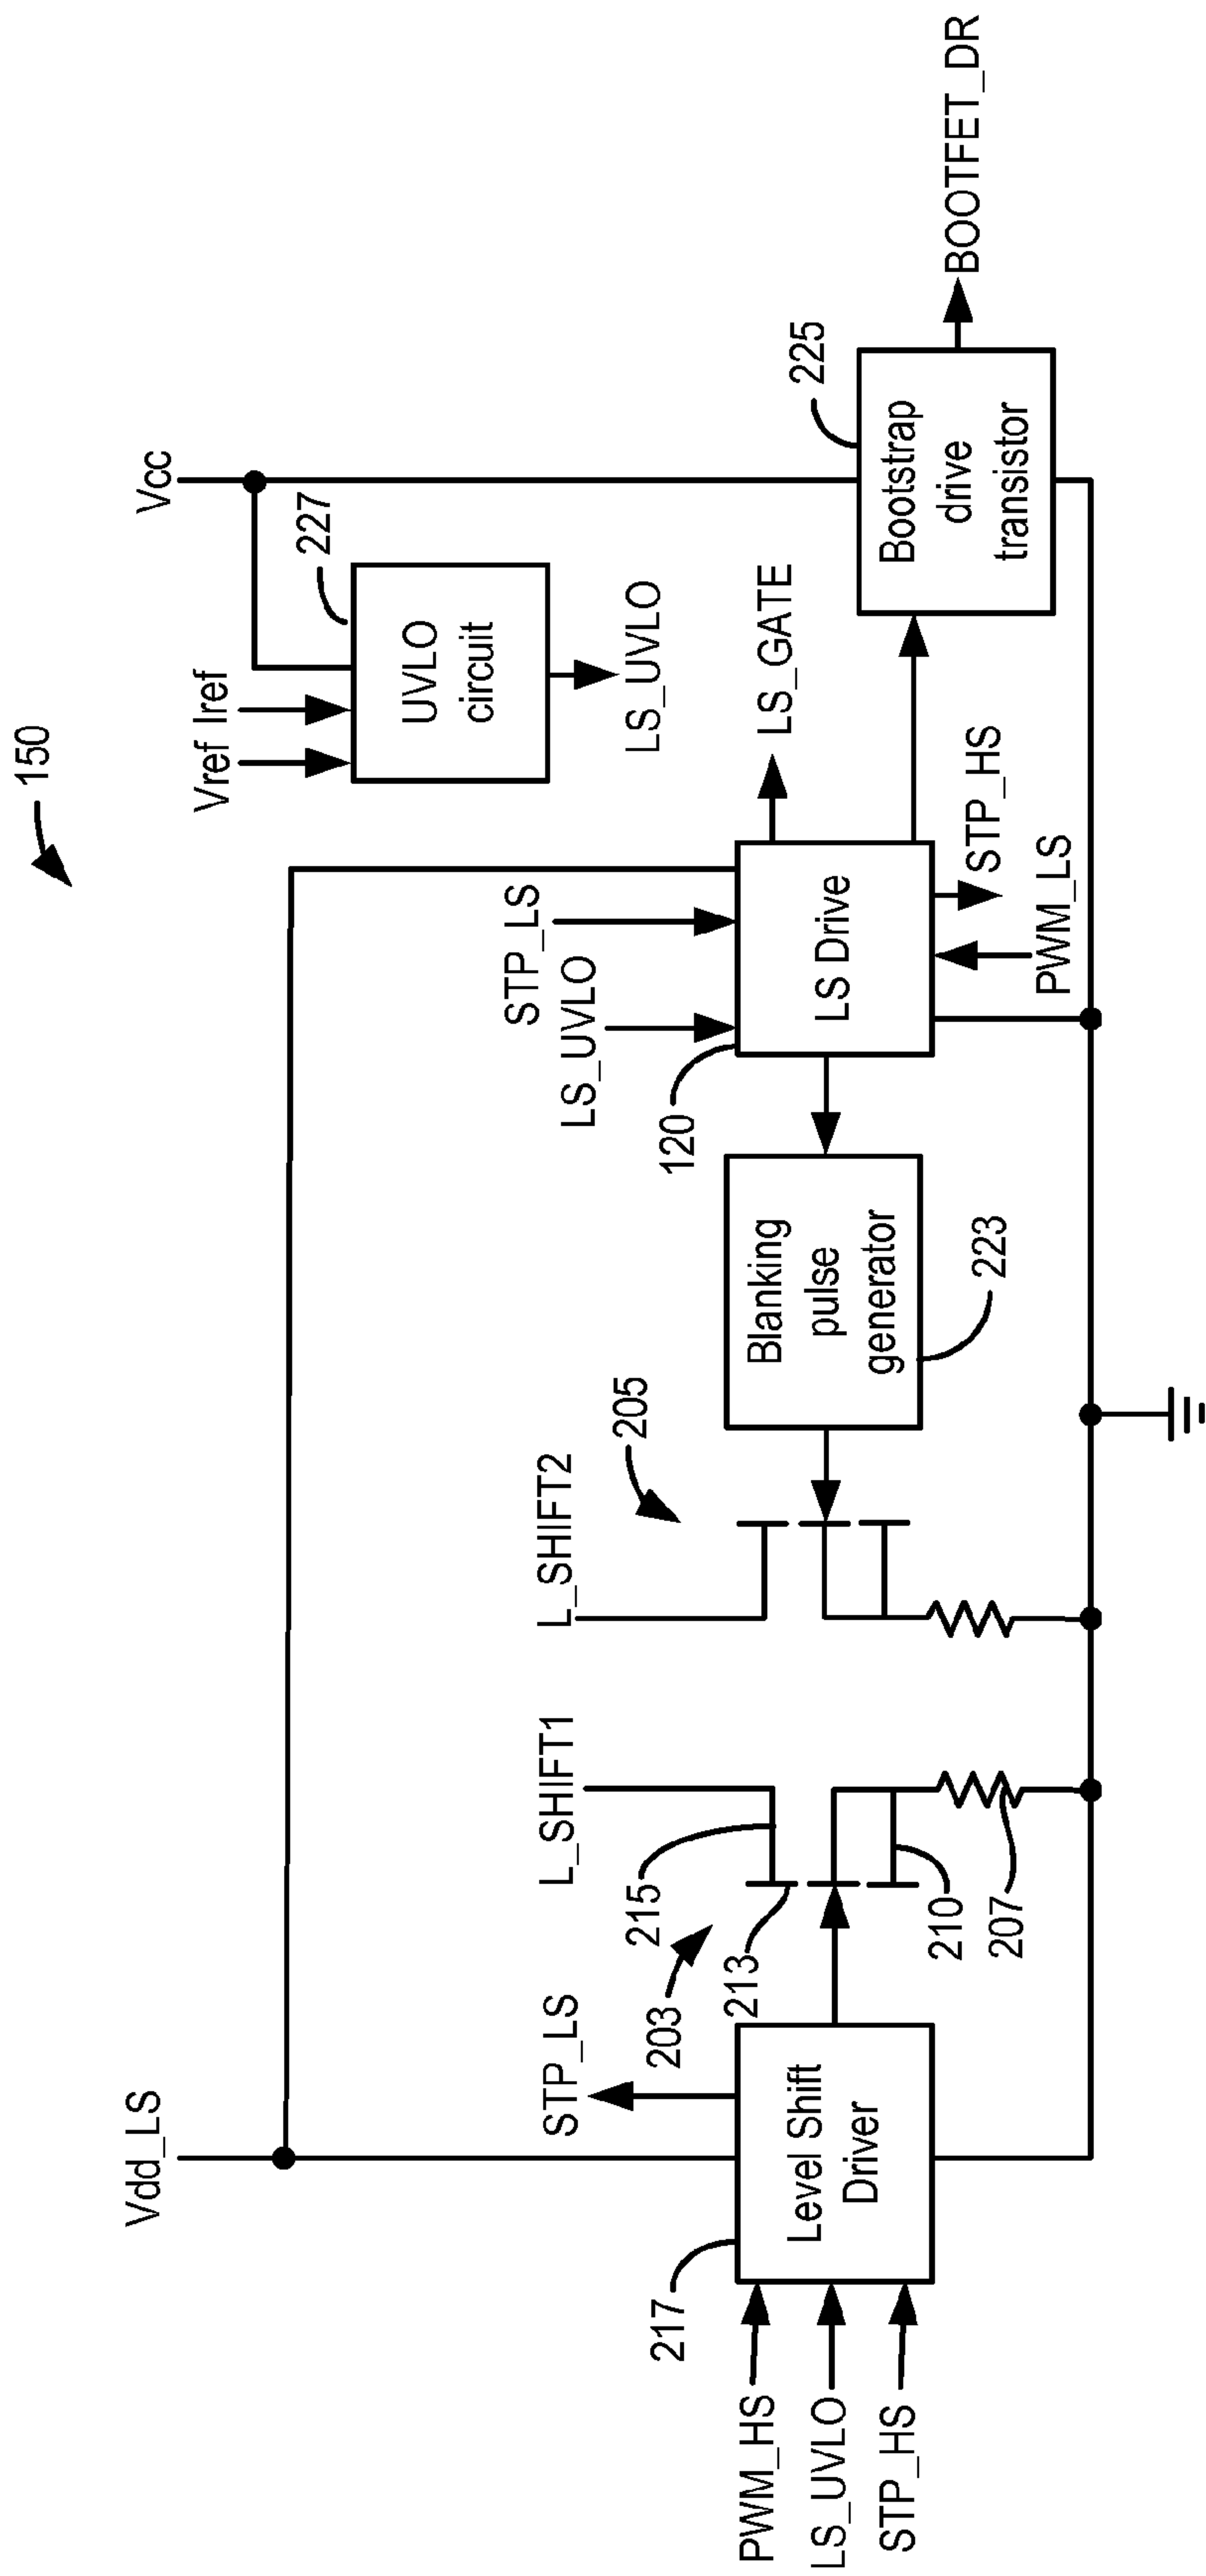 150
Vdd_LS
Vref
Iref
Vcc
227
UVLO
circuit
LS_UVLO
STP_LS
L_SHIFT1
L_SHIFT2
205
STP_LS
LS_UVLO
120
LS_GATE
225
217
203
215
213
Level Shift
Driver
PWM_HS
LS_UVLO
STP_HS
210
207
Blanking
pulse
generator
223
LS Drive
STP_HS
PWM_LS
Bootstrap
drive
transistor
BOOTFET_DR